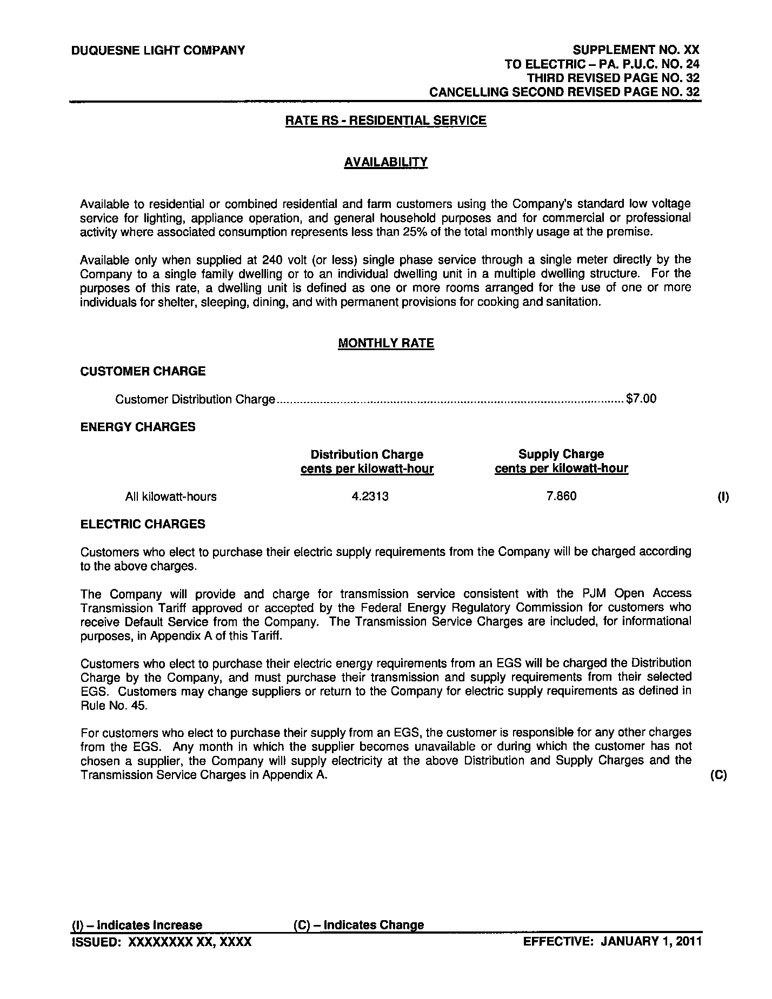 DUQUESNE LIGHT COMPANY
SUPPLEMENT NO. XX
TO ELECTRIC – PA. P.U.C. NO. 24
THIRD REVISED PAGE NO. 32
CANCELLING SECOND REVISED PAGE NO. 32
RATE RS - RESIDENTIAL SERVICE
AVAILABILITY
Available to residential or combined residential and farm customers using the Company's standard low voltage
service for lighting, appliance operation, and general household purposes and for commercial or professional
activity where associated consumption represents less than 25% of the total monthly usage at the premise.
Available only when supplied at 240 volt (or less) single phase service through a single meter directly by the
Company to a single family dwelling or to an individual dwelling unit in a multiple dwelling structure. For the
purposes of this rate, a dwelling unit is defined as one or more rooms arranged for the use of one or more
individuals for shelter, sleeping, dining, and with permanent provisions for cooking and sanitation.
MONTHLY RATE
CUSTOMER CHARGE
Customer Distribution Charge........................................................................................................ $7.00
ENERGY CHARGES
Distribution Charge Supply Charge
cents per kilowatt-hour cents per kilowatt-hour
All kilowatt-hours 4.2313 7.860 (I)
ELECTRIC CHARGES
Customers who elect to purchase their electric supply requirements from the Company will be charged according
to the above charges.
The Company will provide and charge for transmission service consistent with the PJM Open Access
Transmission Tariff approved or accepted by the Federal Energy Regulatory Commission for customers who
receive Default Service from the Company. The Transmission Service Charges are included, for informational
purposes, in Appendix A of this Tariff.
Customers who elect to purchase their electric energy requirements from an EGS will be charged the Distribution
Charge by the Company, and must purchase their transmission and supply requirements from their selected
EGS. Customers may change suppliers or return to the Company for electric supply requirements as defined in
Rule No. 45.
For customers who elect to purchase their supply from an EGS, the customer is responsible for any other charges
from the EGS. Any month in which the supplier becomes unavailable or during which the customer has not
chosen a supplier, the Company will supply electricity at the above Distribution and Supply Charges and the
Transmission Service Charges in Appendix A. (C)
(I) – Indicates Increase (C) – Indicates Change
ISSUED: XXXXXXXX XX, XXXX EFFECTIVE: JANUARY 1, 2011